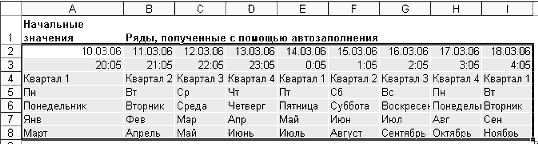 A B C D E F G H I
Начальные
1 значения Ряды, полученные с помощью автозаполнения
2 10.03.06 11.03.06 12.03.06 13.03.06 14.03.06 15.03.06 16.03.06 17.03.06 18.03.06
3 20:05 21:05 22:05 23:05 0:05 1:05 2:05 3:05 4:05
4 Квартал 1 Квартал 2 Квартал 3 Квартал 4 Квартал 1 Квартал 2 Квартал 3 Квартал 4 Квартал 1
5 Пн Вт Ср Чт Пт Сб Вс Пн Вт
6 Понедельник Вторник Среда Четверг Пятница Суббота Воскресен Понедельн Вторник
7 Янв Фев Мар Апр Май Июн Июл Авг Сен
8 Март Апрель Май Июнь Июль Август Сентябрь Октябрь Ноябрь